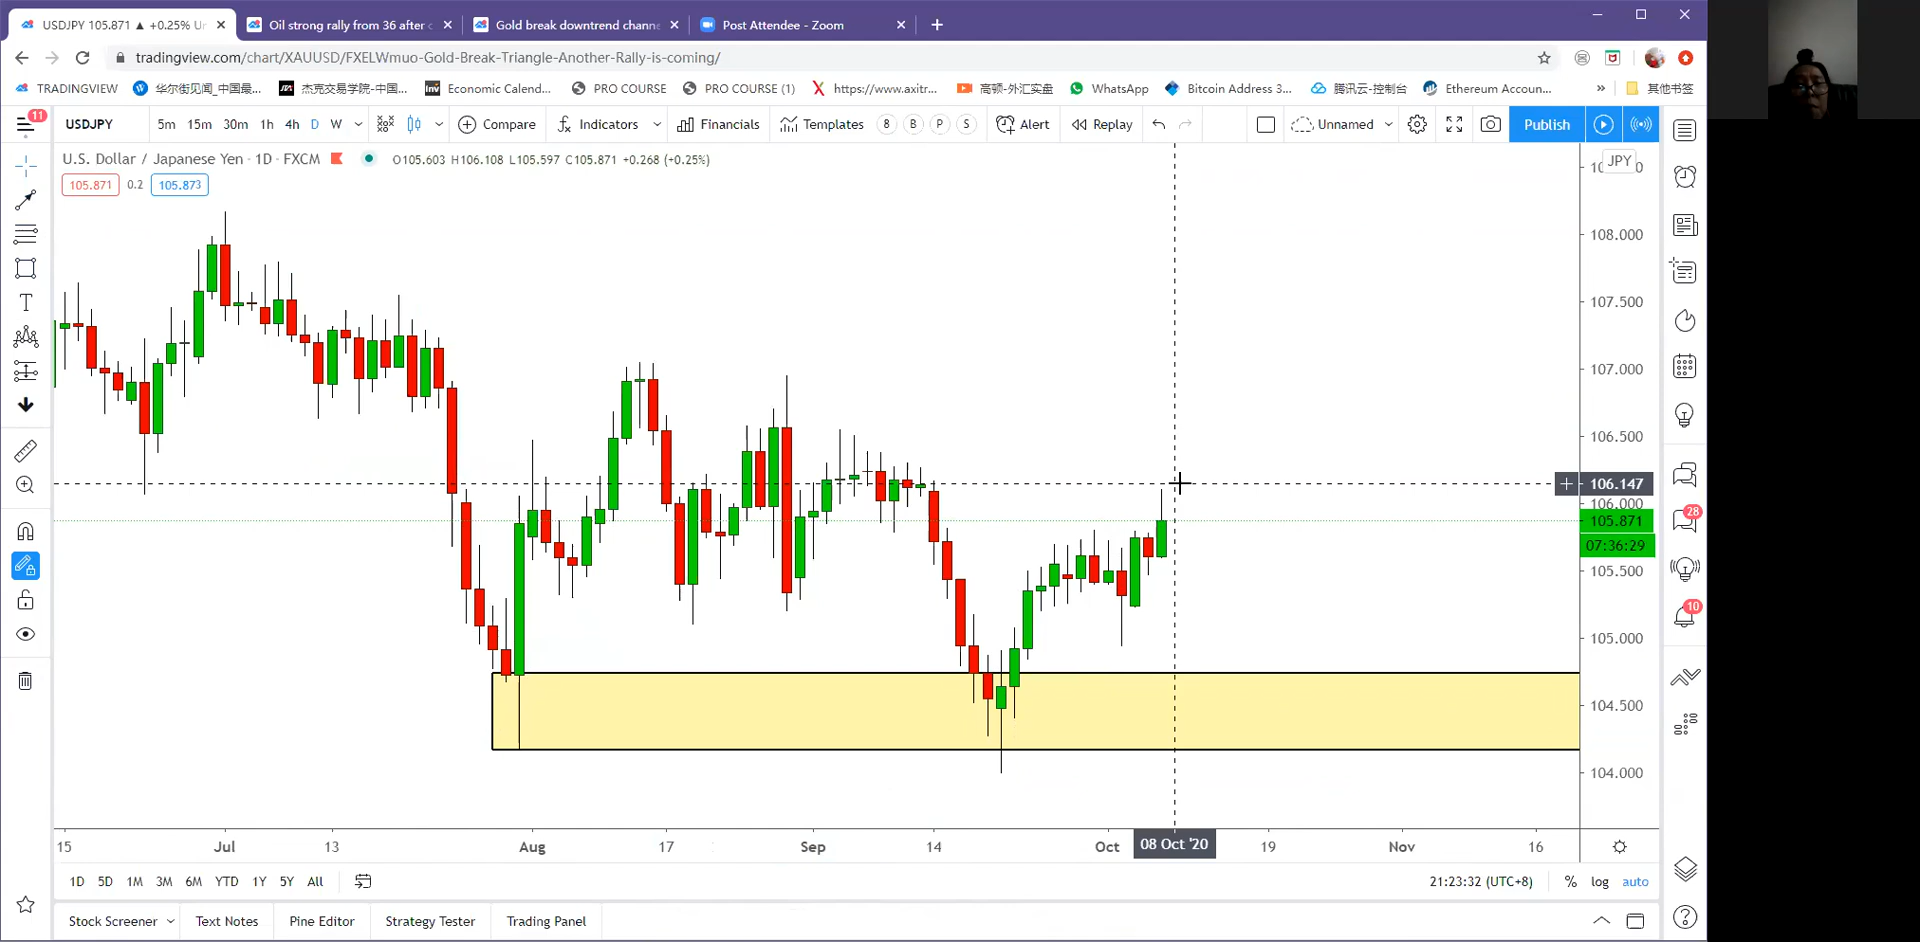 USDJPY 105.871 ▲ +0.25% Un
Oil strong rally from 36 after c
Gold break downtrend chann
Post Attendee - Zoom
tradingview.com/chart/XAUUSD/FXELWmuo-Gold-Break-Triangle-Another-Rally-is-coming/
TRADINGVIEW 华尔街见闻_中国最... 杰克交易学院-中国... Economic Calend... PRO COURSE PRO COURSE (1) https://www.axitr... 高顿-外汇实盘 WhatsApp Bitcoin Address 3... 腾讯云-控制台 Ethereum Accoun... » 其他书签
11 USDJPY 5m 15m 30m 1h 4h D W Compare Indicators Financials Templates 8 B P S Alert Replay Unnamed Publish
U.S. Dollar / Japanese Yen · 1D · FXCM O105.603 H106.108 L105.597 C105.871 +0.268 (+0.25%)
JPY
105.871 0.2 105.873
108.000
107.500
107.000
106.500
106.147
106.000
105.871
07:36:29
105.500
105.000
104.500
104.000
28
10
15 Jul 13 Aug 17 Sep 14 Oct 08 Oct '20 19 Nov 16
1D 5D 1M 3M 6M YTD 1Y 5Y All 21:23:32 (UTC+8) % log auto
Stock Screener Text Notes Pine Editor Strategy Tester Trading Panel